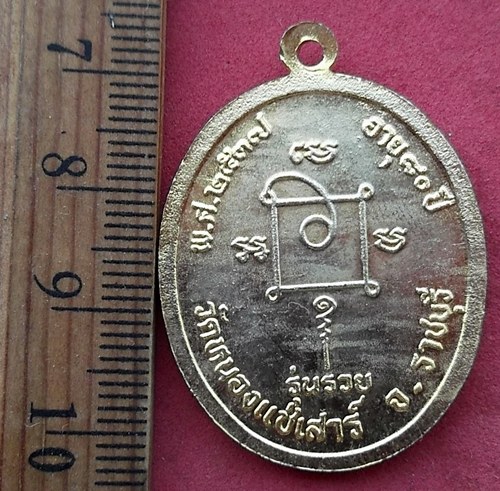 7
8
9
10
พ.ศ.๒๕๓๗
อายุ๘๐ปี
รุ่นรวย
วัดหนองแช่เสาร์
จ.ราชบุรี